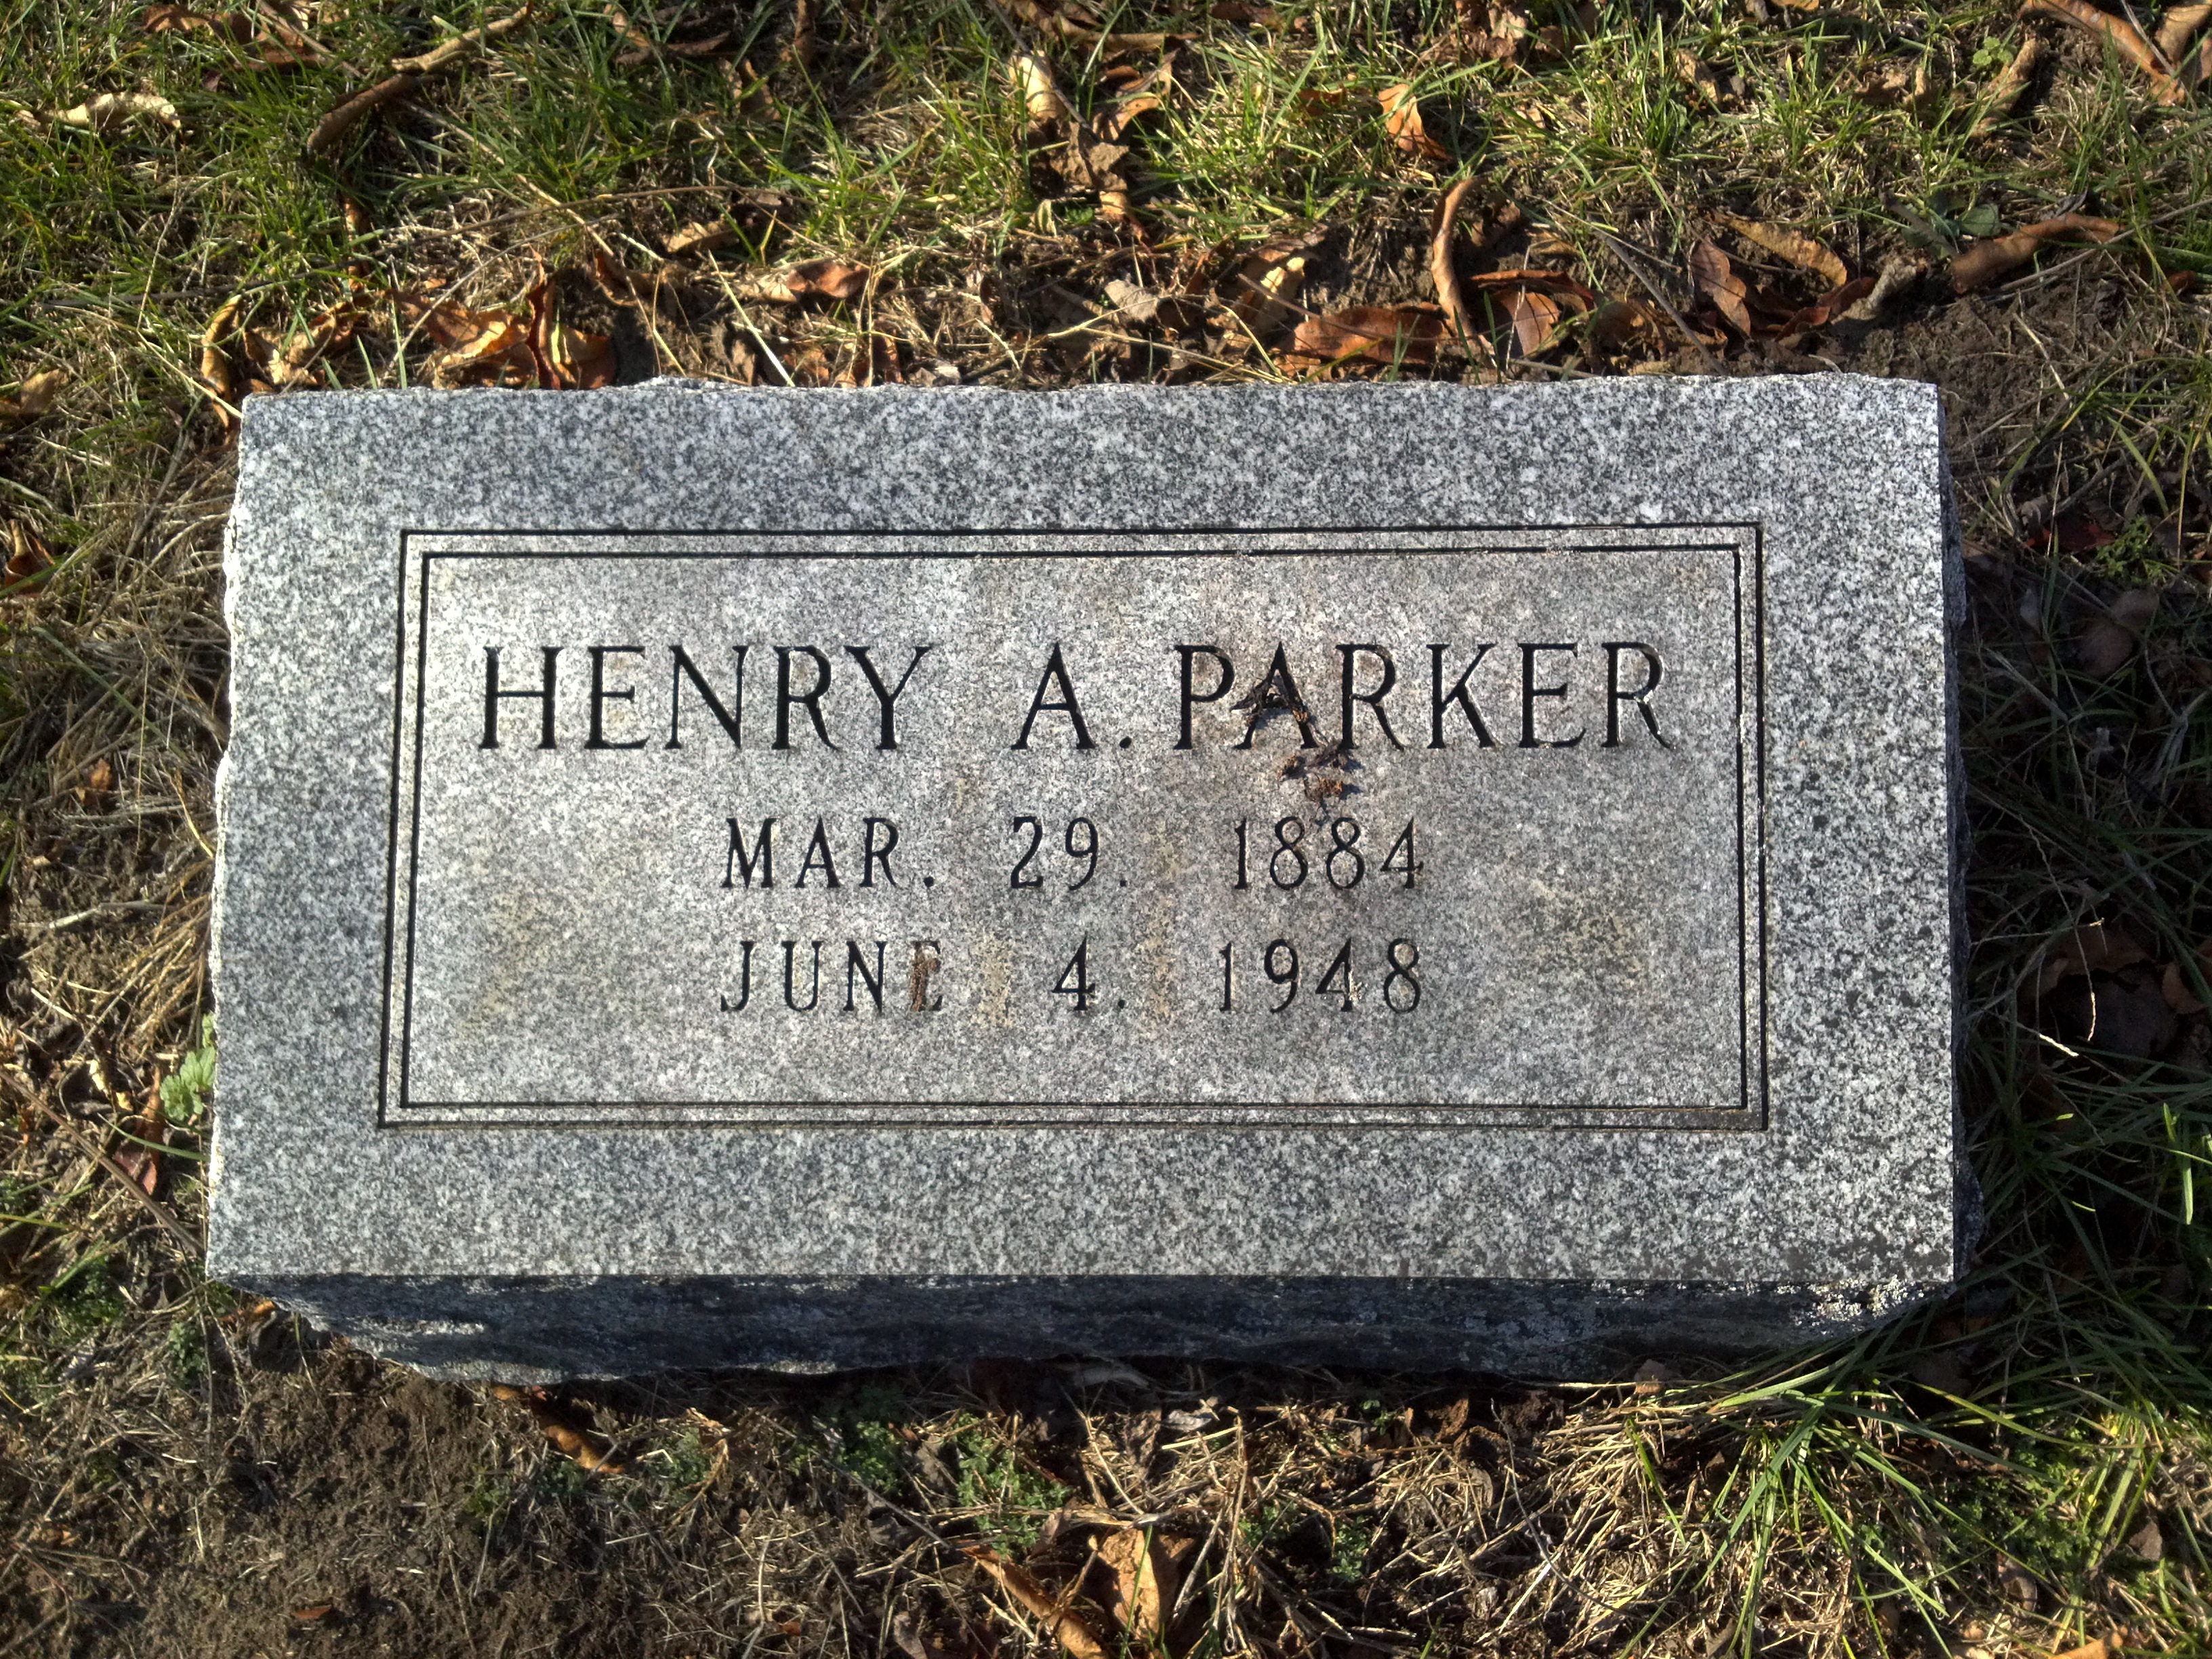 HENRY A. PARKER
MAR. 29. 1884
JUNE 4. 1948